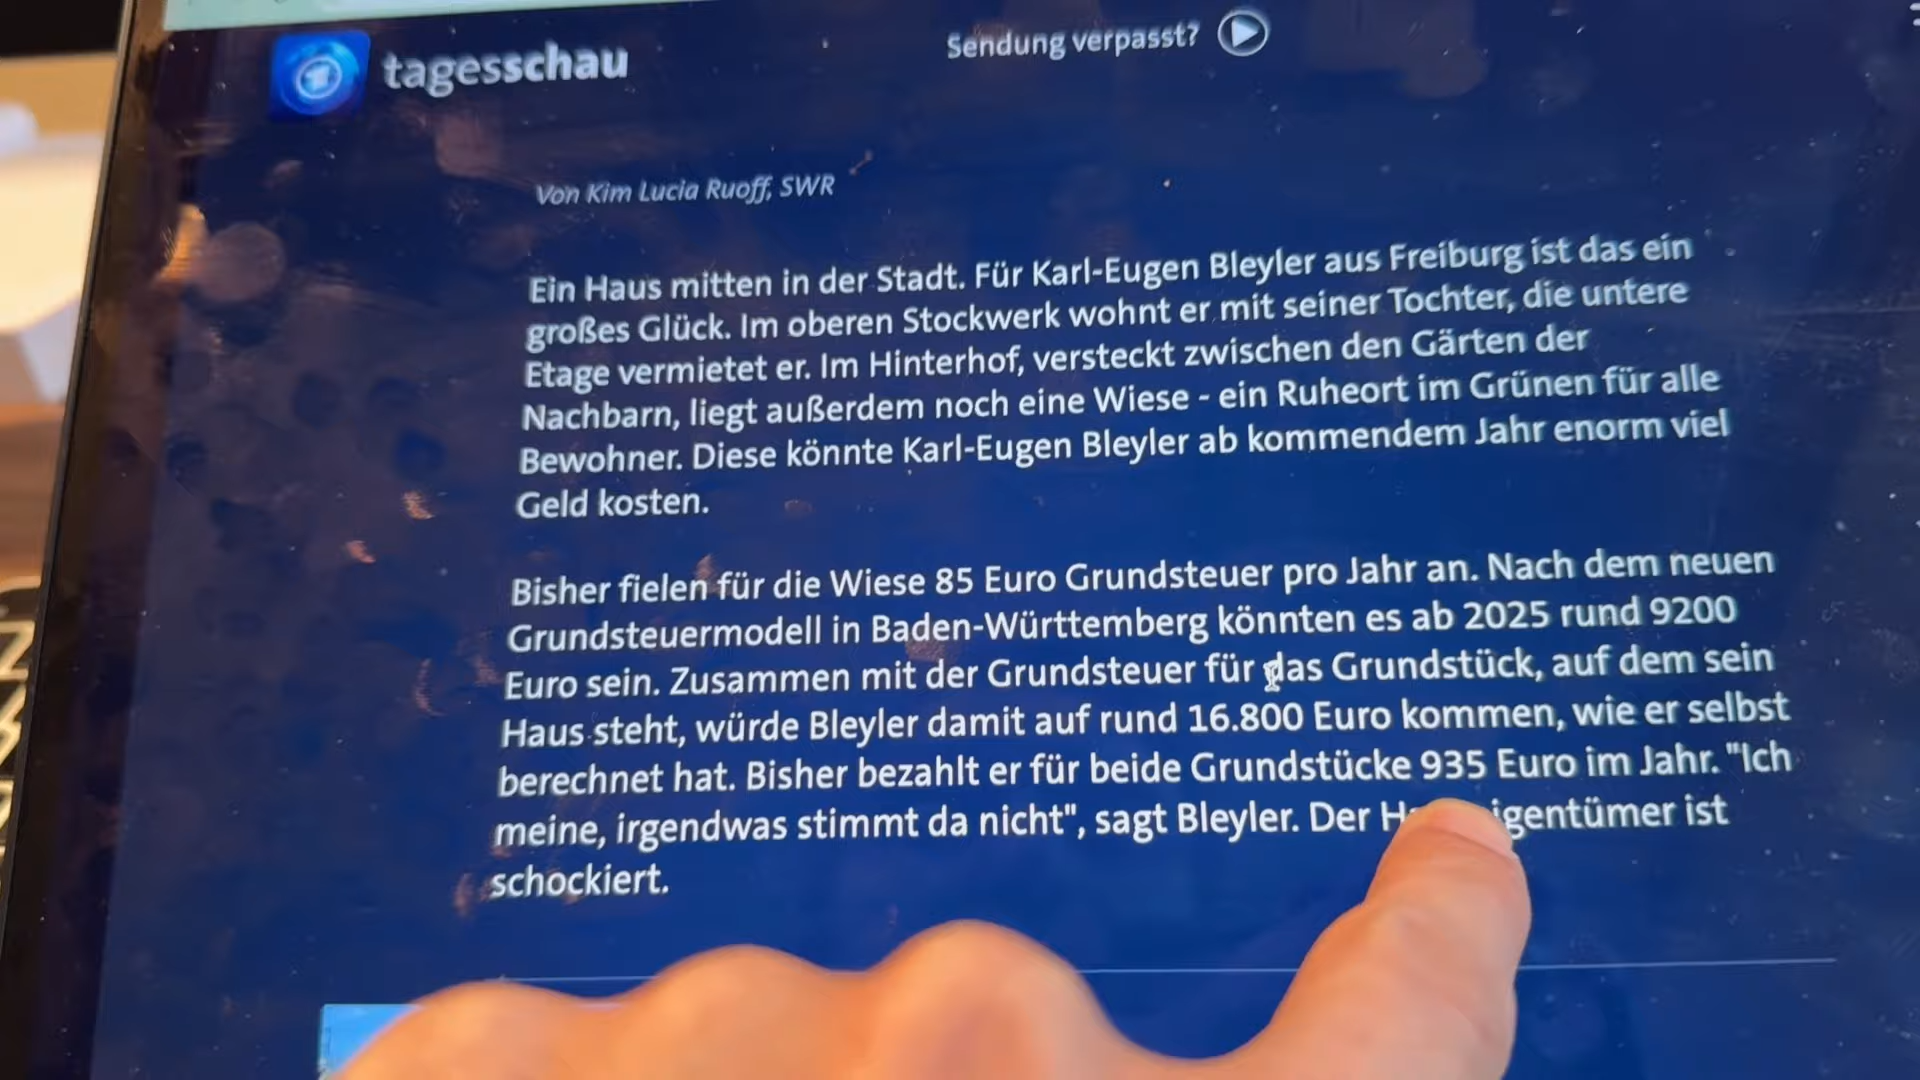 tagesschau
Sendung verpasst?
Von Kim Lucia Ruoff, SWR
Ein Haus mitten in der Stadt. Für Karl-Eugen Bleyler aus Freiburg ist das ein
großes Glück. Im oberen Stockwerk wohnt er mit seiner Tochter, die untere
Etage vermietet er. Im Hinterhof, versteckt zwischen den Gärten der
Nachbarn, liegt außerdem noch eine Wiese - ein Ruheort im Grünen für alle
Bewohner. Diese könnte Karl-Eugen Bleyler ab kommendem Jahr enorm viel
Geld kosten.
Bisher fielen für die Wiese 85 Euro Grundsteuer pro Jahr an. Nach dem neuen
Grundsteuermodell in Baden-Württemberg könnten es ab 2025 rund 9200
Euro sein. Zusammen mit der Grundsteuer für das Grundstück, auf dem sein
Haus steht, würde Bleyler damit auf rund 16.800 Euro kommen, wie er selbst
berechnet hat. Bisher bezahlt er für beide Grundstücke 935 Euro im Jahr. "Ich
meine, irgendwas stimmt da nicht", sagt Bleyler. Der ist
schockiert.